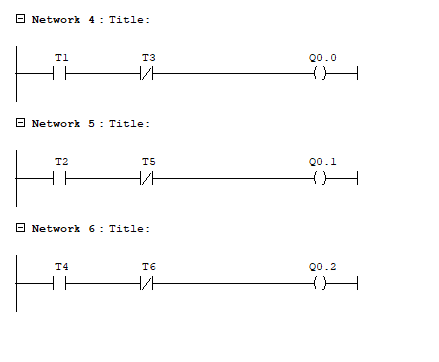 Network 4 : Title:
T1 T3 Q0.0
Network 5 : Title:
T2 T5 Q0.1
Network 6 : Title:
T4 T6 Q0.2